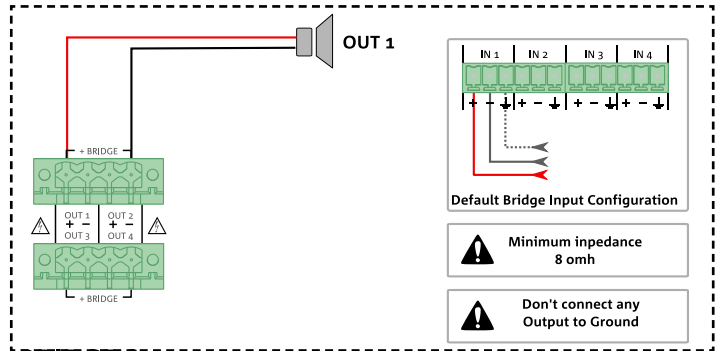 OUT 1
+ BRIDGE -
OUT 1 OUT 2
+ - + -
OUT 3 OUT 4
+ BRIDGE -
IN 1 IN 2 IN 3 IN 4
+ - + - + - + -
Default Bridge Input Configuration
Minimum inpedance
8 omh
Don't connect any
Output to Ground